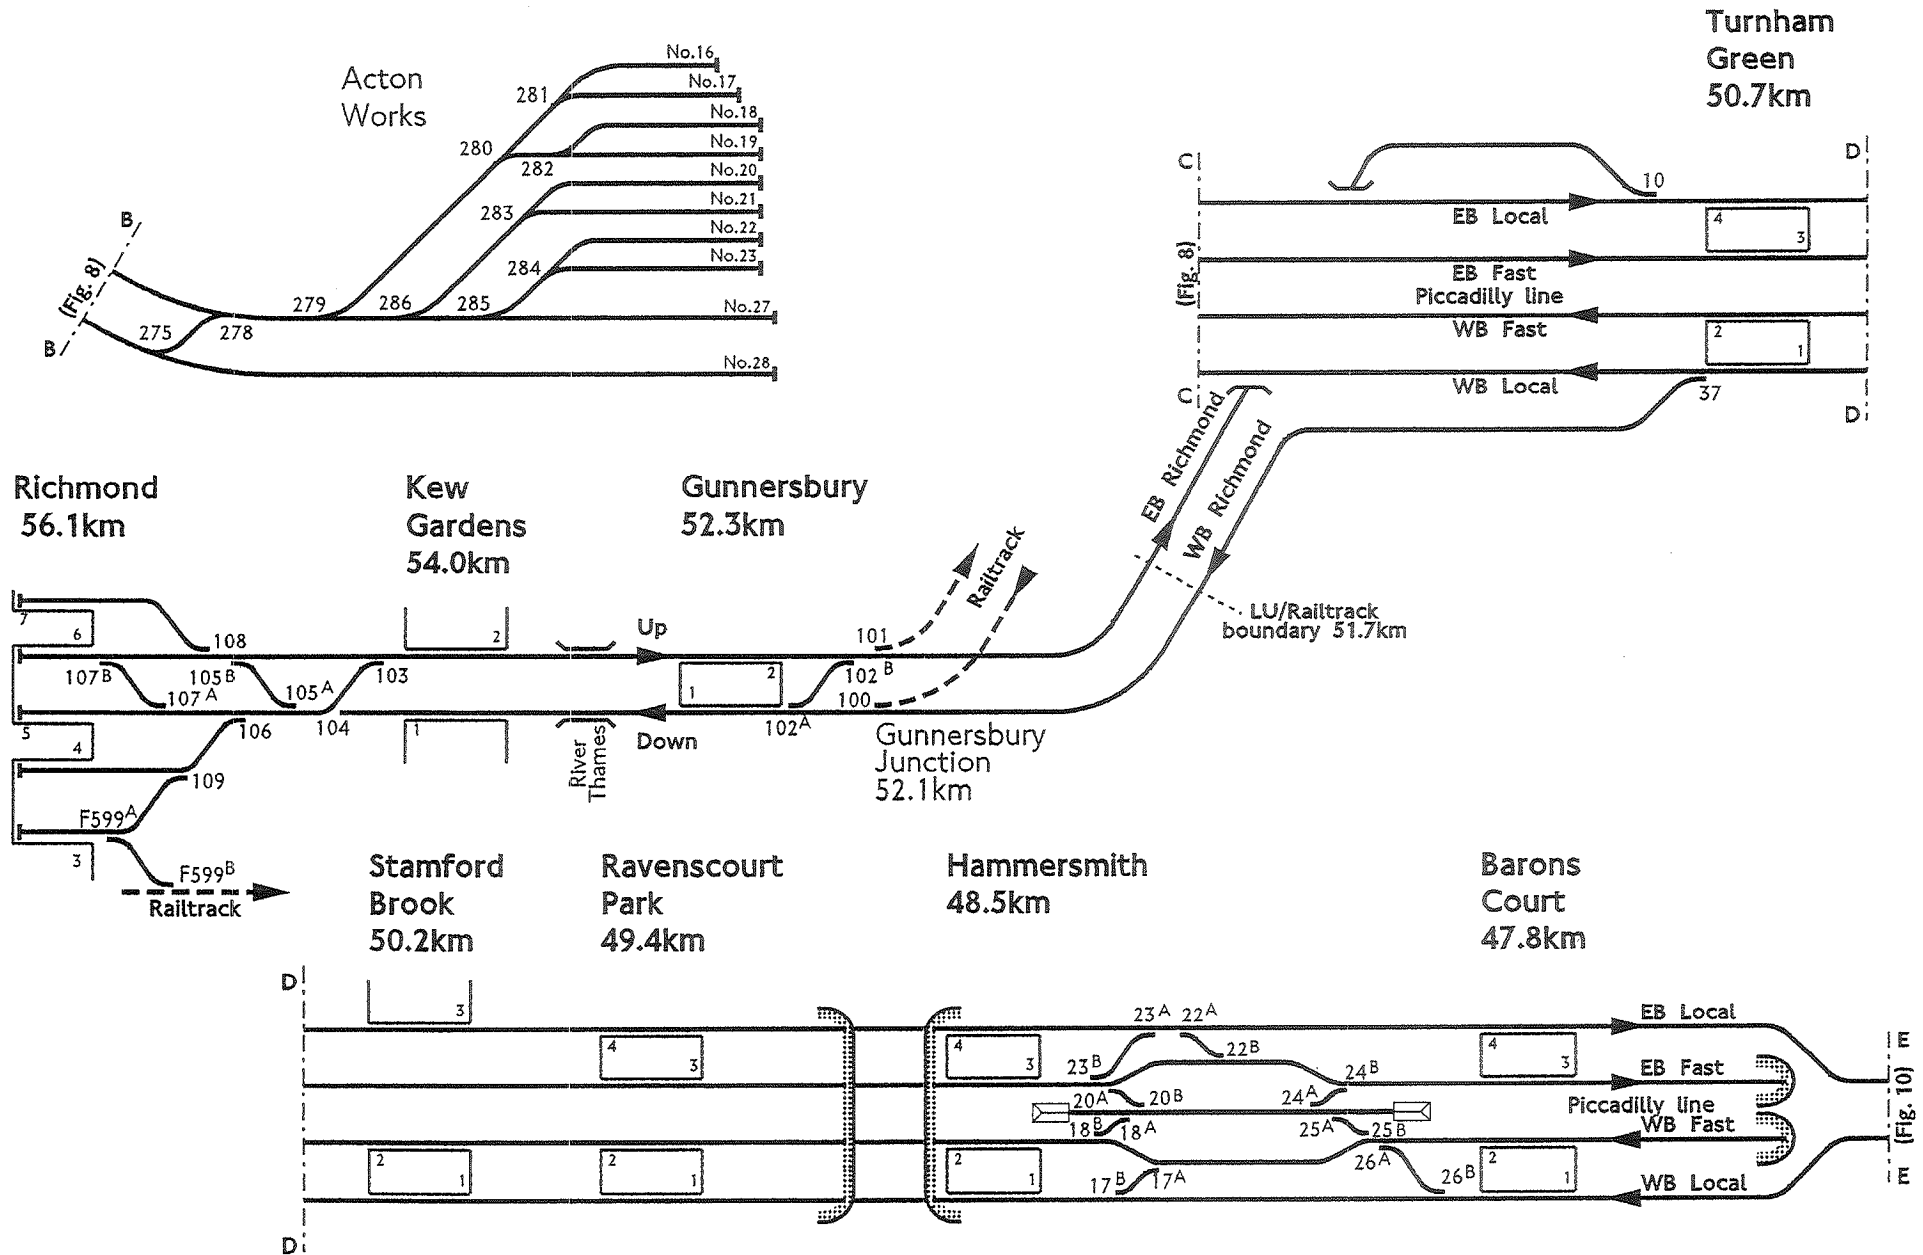 Acton
Works
No.16
No.17
No.18
No.19
No.20
No.21
No.22
No.23
No.27
No.28
281
280
282
283
284
279
286
285
275
278
B
(Fig. 8)
B
Turnham
Green
50.7km
C
D
10
EB Local
4
3
(Fig. 8)
EB Fast
Piccadilly line
WB Fast
2
1
WB Local
C
37
D
EB Richmond
WB Richmond
LU/Railtrack
boundary 51.7km
Richmond
56.1km
Kew
Gardens
54.0km
Gunnersbury
52.3km
Railtrack
7
6
108
2
Up
101
107B
105B
103
107A
105A
1
2
102B
100
5
4
106
104
1
River
Thames
Down
102A
Gunnersbury
Junction
52.1km
109
F599A
3
F599B
Railtrack
Stamford
Brook
50.2km
Ravenscourt
Park
49.4km
Hammersmith
48.5km
Barons
Court
47.8km
D
3
4
3
4
3
23A
22A
22B
23B
24B
4
3
EB Local
EB Fast
20A
20B
24A
Piccadilly line
WB Fast
18B
18A
25A
25B
2
1
2
1
2
1
17B
17A
26A
26B
2
1
WB Local
D
E
(Fig. 10)
E